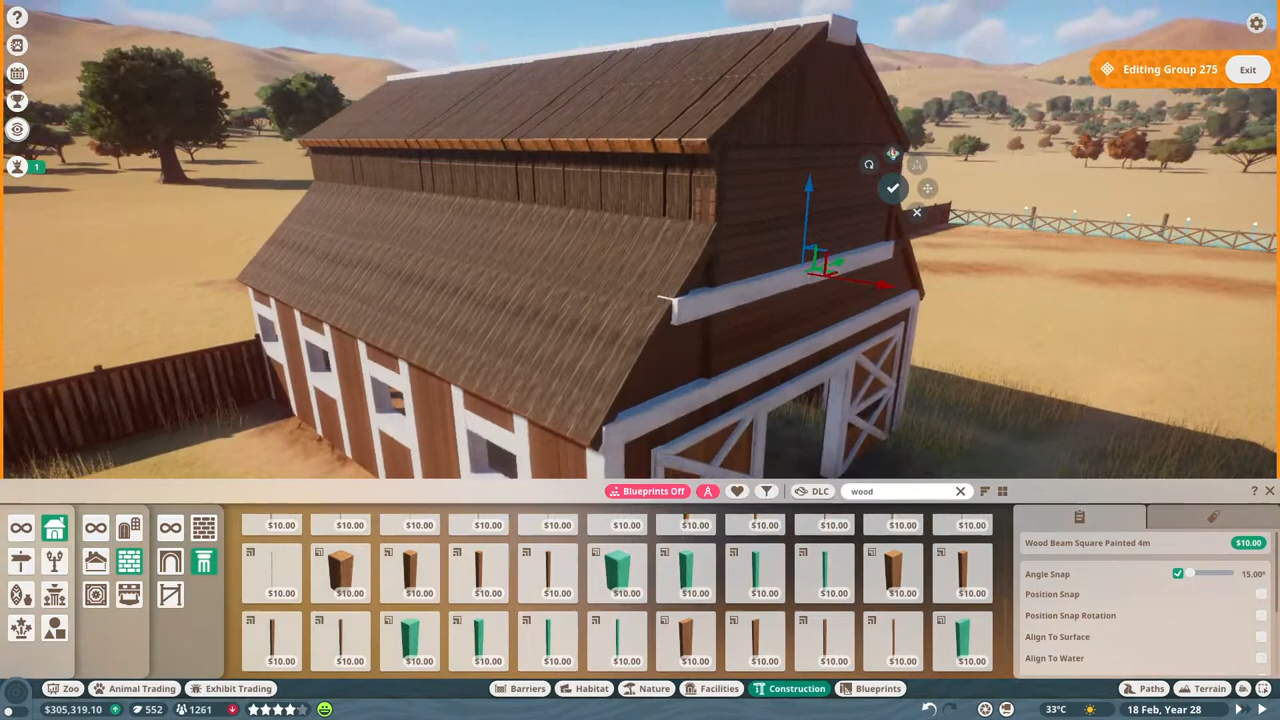 ?
Editing Group 275
Exit
1
Blueprints Off
DLC
wood
?
$10.00 $10.00 $10.00 $10.00 $10.00 $10.00 $10.00 $10.00 $10.00 $10.00 $10.00
$10.00 $10.00 $10.00 $10.00 $10.00 $10.00 $10.00 $10.00 $10.00 $10.00 $10.00
$10.00 $10.00 $10.00 $10.00 $10.00 $10.00 $10.00 $10.00 $10.00 $10.00 $10.00
Wood Beam Square Painted 4m $10.00
Angle Snap 15.00°
Position Snap
Position Snap Rotation
Align To Surface
Align To Water
Zoo Animal Trading Exhibit Trading Barriers Habitat Nature Facilities Construction Blueprints Paths Terrain
$305,319.10 552 1261 33°C 18 Feb, Year 28